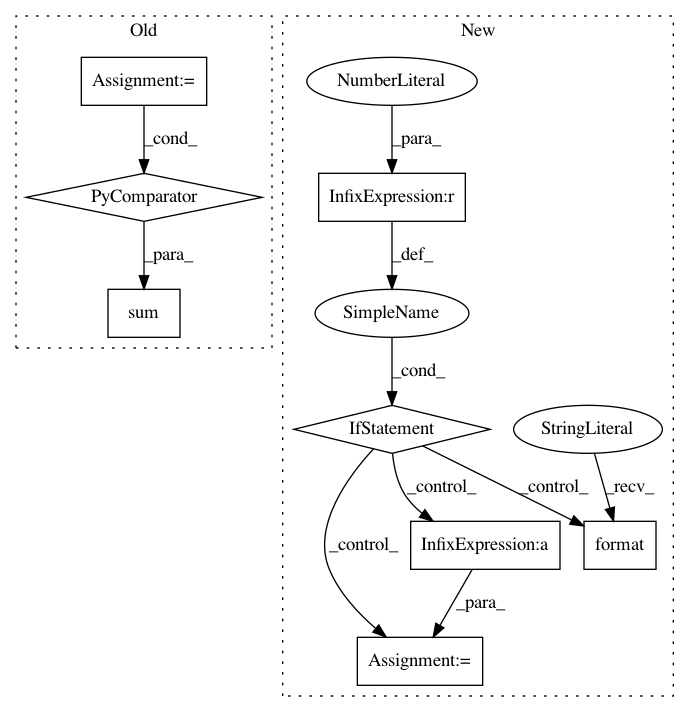 Old
New
Assignment:=
NumberLiteral
_cond_
_para_
PyComparator
InfixExpression:r
_para_
_def_
sum
SimpleName
_cond_
IfStatement
StringLiteral
_control_
_control_
_control_
_recv_
InfixExpression:a
format
_para_
Assignment:=